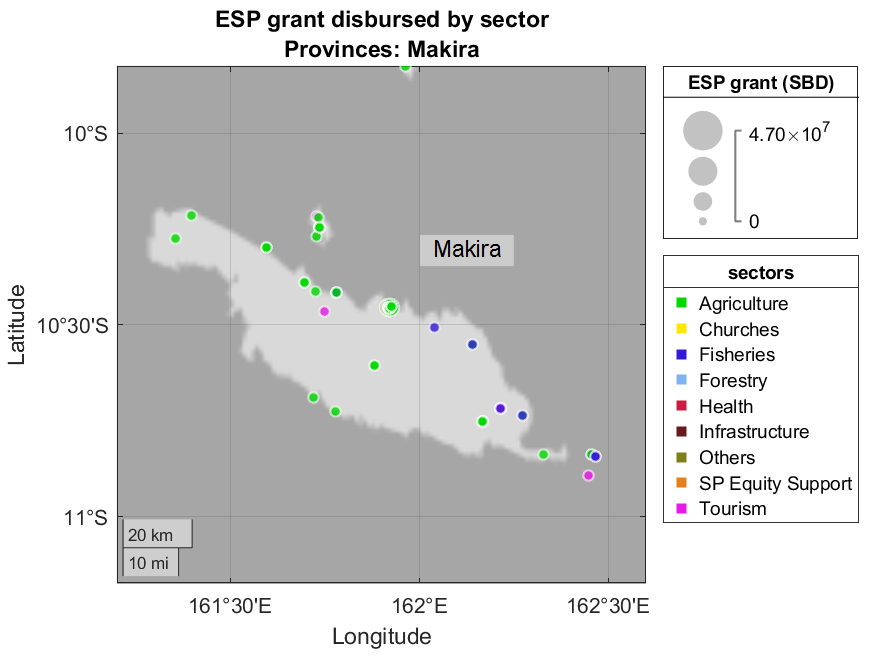 ESP grant disbursed by sector
Provinces: Makira
10°S
10°30'S
11°S
Latitude
Makira
20 km
10 mi
161°30'E
162°E
162°30'E
Longitude
ESP grant (SBD)
4.70×10⁷
0
sectors
Agriculture
Churches
Fisheries
Forestry
Health
Infrastructure
Others
SP Equity Support
Tourism